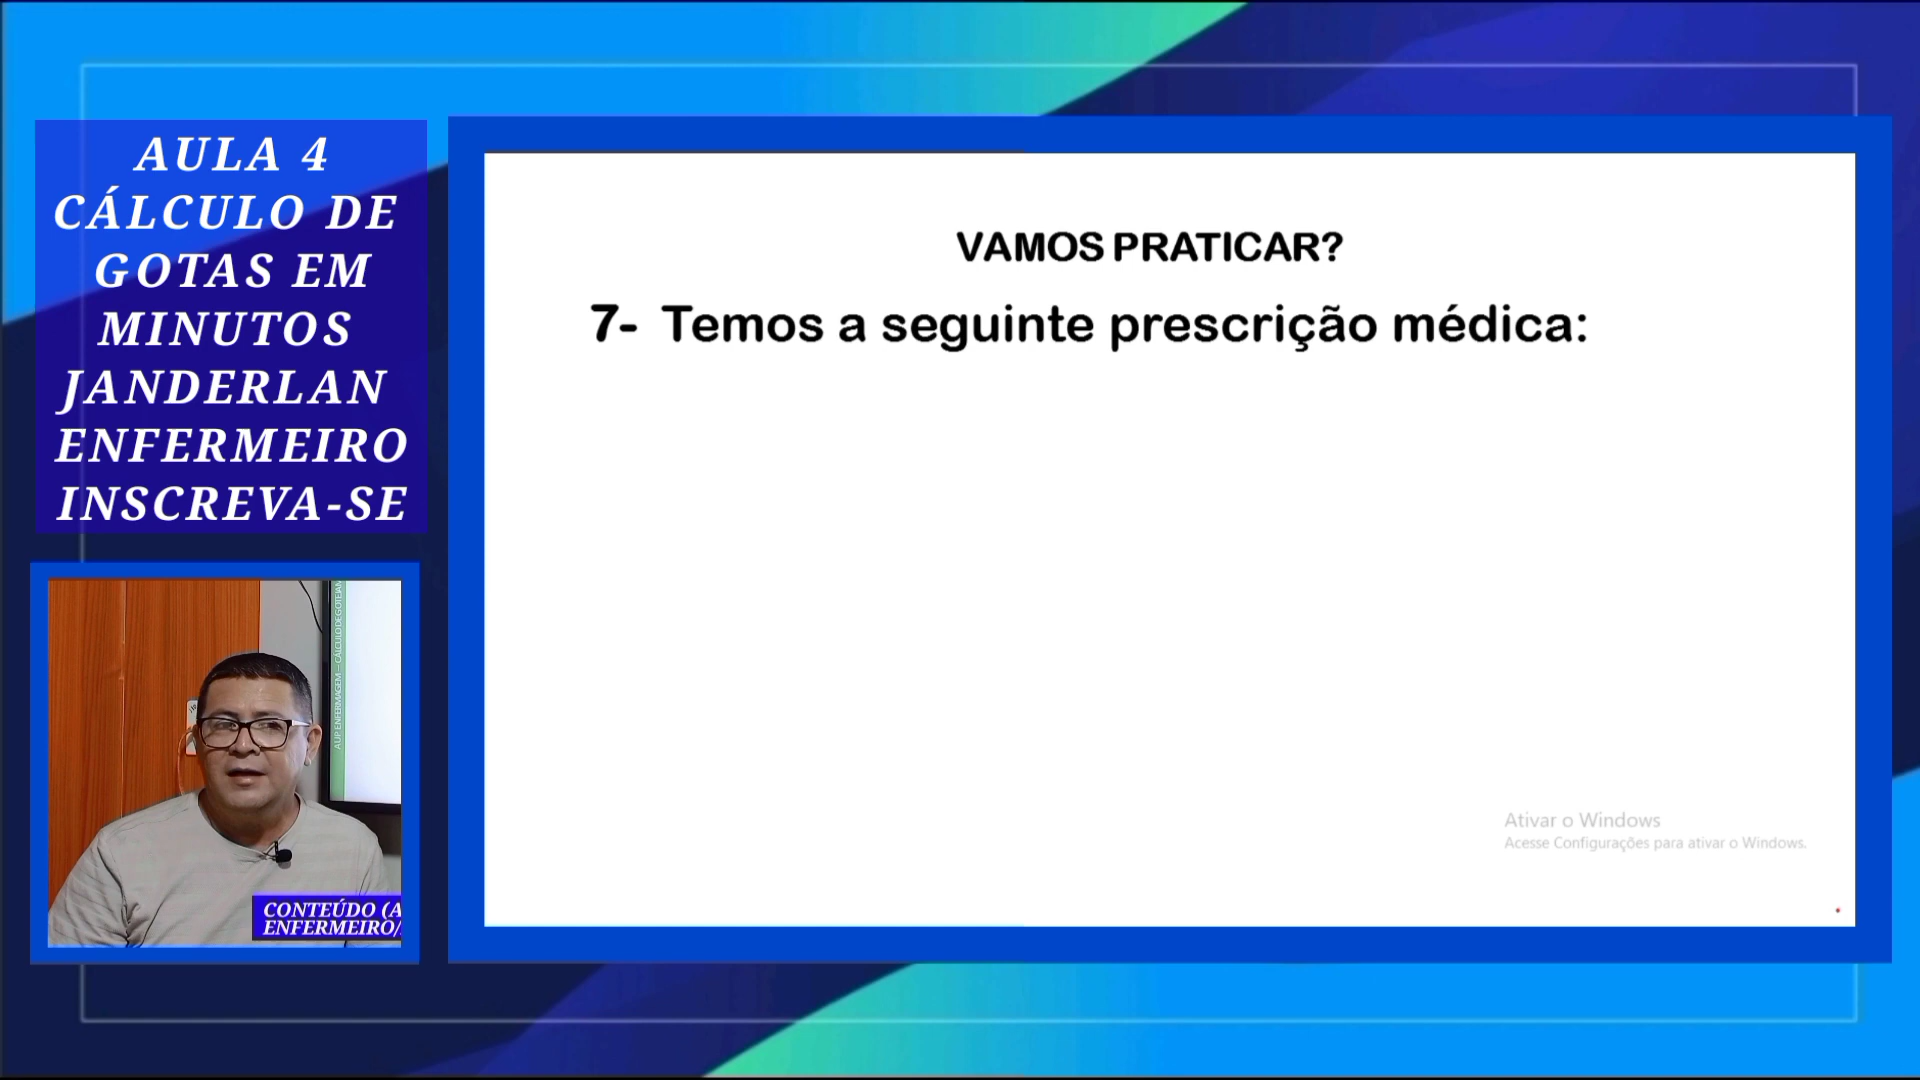 AULA 4
CÁLCULO DE
GOTAS EM
MINUTOS
JANDERLAN
ENFERMEIRO
INSCREVA-SE
VAMOS PRATICAR?
7- Temos a seguinte prescrição médica:
Ativar o Windows
Acesse Configurações para ativar o Windows.
CONTEÚDO (A
ENFERMEIRO/